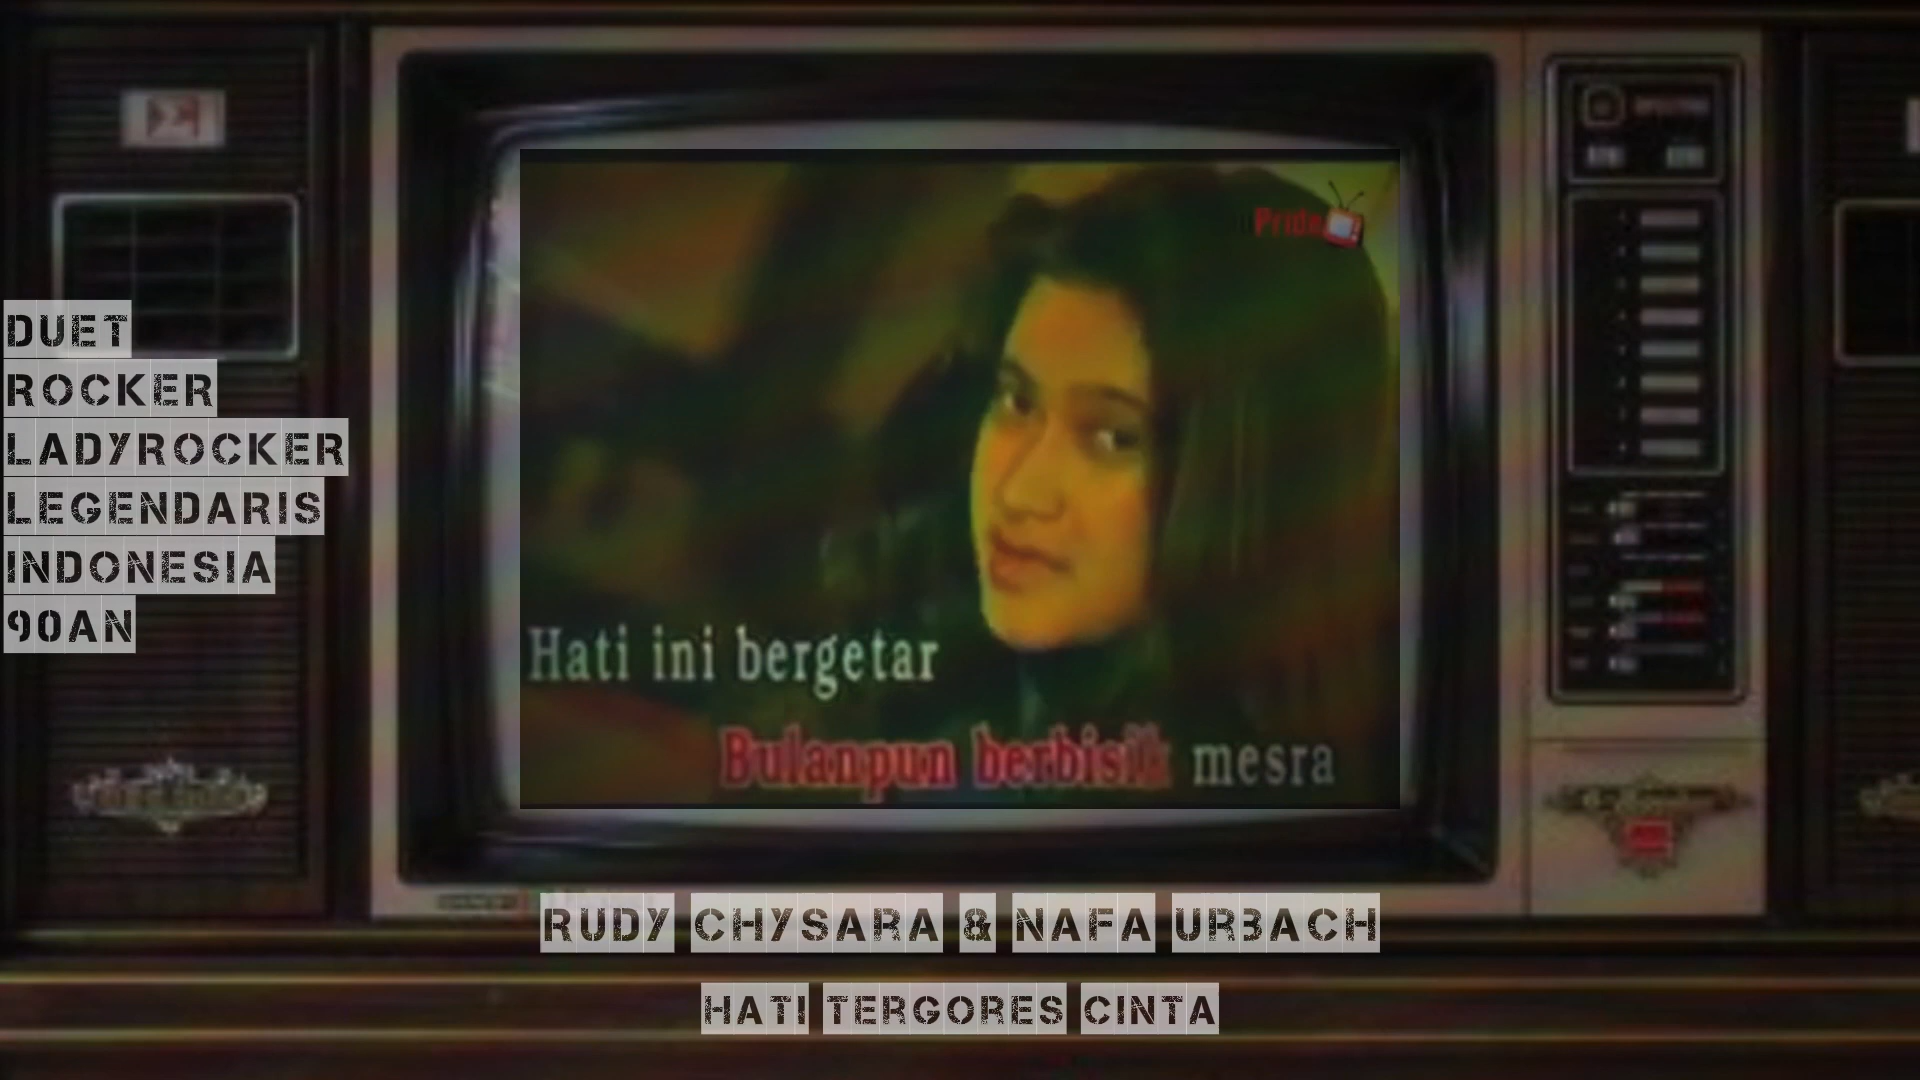 DUET
ROCKER
LADYROCKER
LEGENDARIS
INDONESIA
90AN
Pride
Hati ini bergetar
Bulanpun berbisik mesra
RUDY CHYSARA & NAFA URBACH
HATI TERGORES CINTA